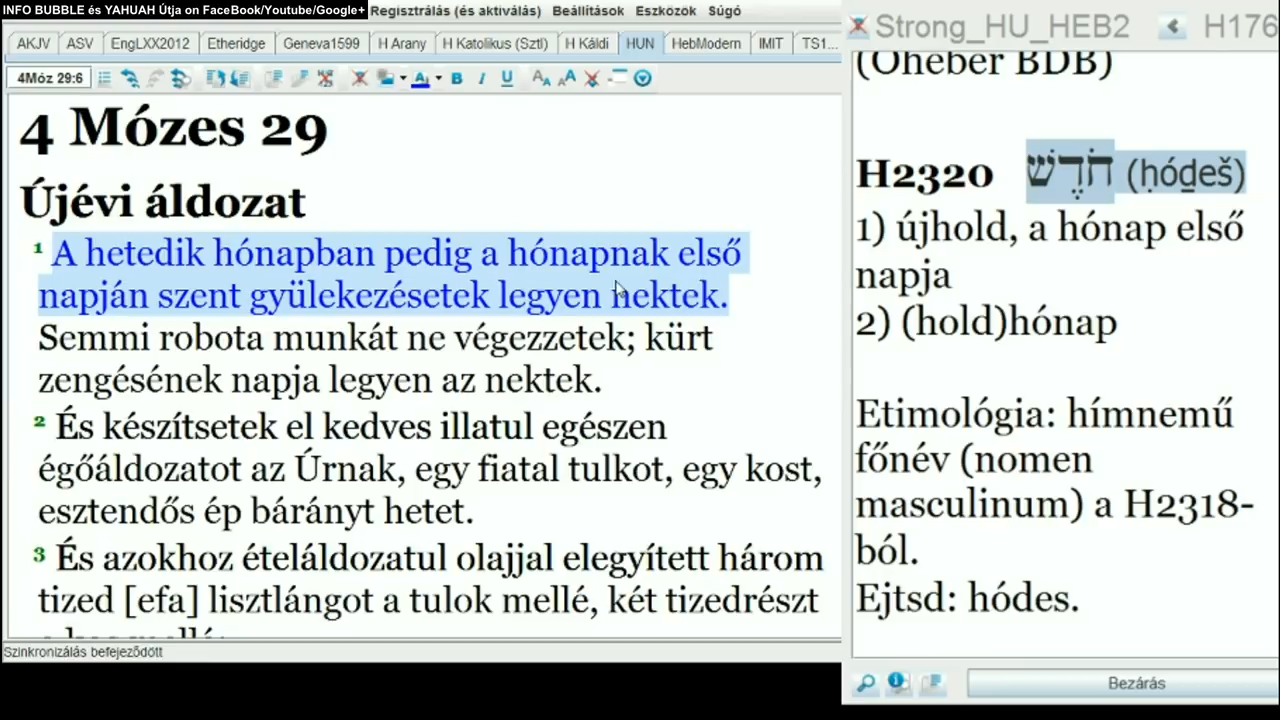 INFO BUBBLE és YAHUAH Útja on FaceBook/Youtube/Google+
Regisztrálás (és aktiválás) Beállítások Eszközök Súgó
AKJV ASV EngLXX2012 Etheridge Geneva1599 H Arany H Katolikus (SztI) H Káldi HUN HebModern IMIT TS1...
4Móz 29:6
4 Mózes 29
Újévi áldozat
1 A hetedik hónapban pedig a hónapnak első
napján szent gyülekezésetek legyen nektek.
Semmi robota munkát ne végezzetek; kürt
zengésének napja legyen az nektek.
2 És készítsetek el kedves illatul egészen
égőáldozatot az Úrnak, egy fiatal tulkot, egy kost,
esztendős ép bárányt hetet.
3 És azokhoz ételáldozatul olajjal elegyített három
tized [efa] lisztlángot a tulok mellé, két tizedrészt
Szinkronizálás befejeződött
Strong_HU_HEB2 H176
(Oheber BDB)
H2320 חֹדֶשׁ (ḥóḏeš)
1) újhold, a hónap első
napja
2) (hold)hónap
Etimológia: hímnemű
főnév (nomen
masculinum) a H2318-
ból.
Ejtsd: hódes.
Bezárás